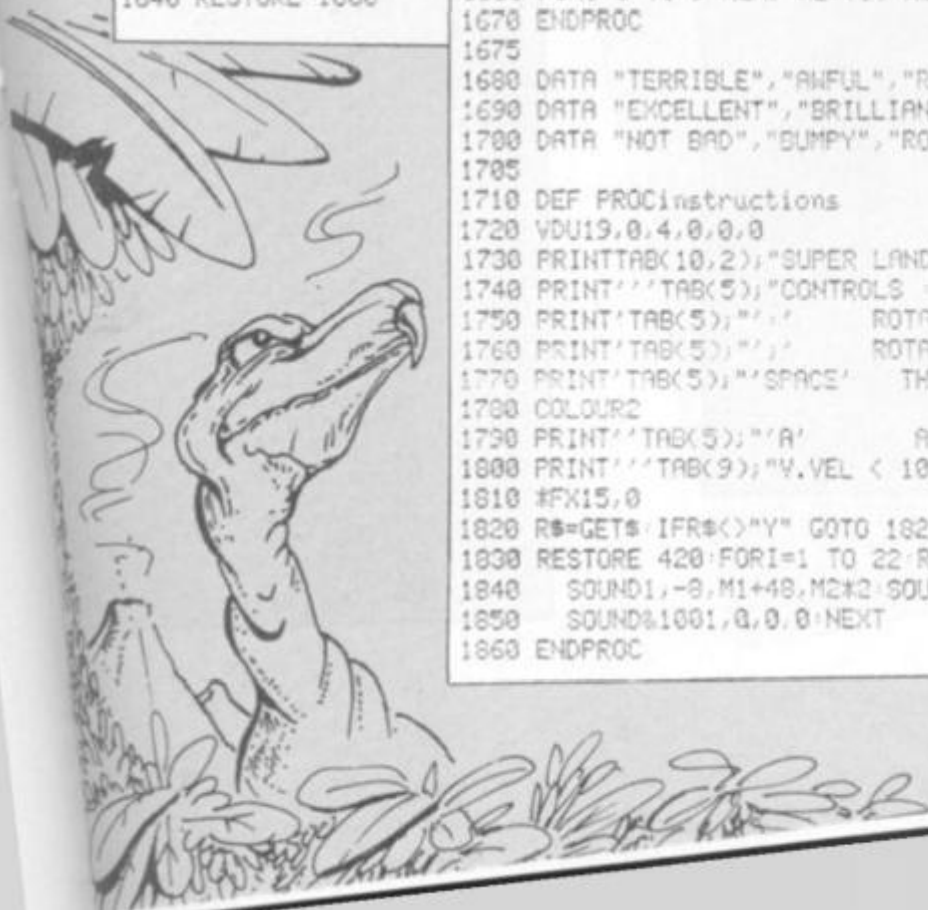 1670 ENDPROC
1675
1680 DATA "TERRIBLE","AWFUL","R
1690 DATA "EXCELLENT","BRILLIAN
1700 DATA "NOT BAD","BUMPY","RO
1705
1710 DEF PROCinstructions
1720 VDU19,0,4,0,0,0
1730 PRINTTAB(10,2);"SUPER LAND
1740 PRINT'''TAB(5);"CONTROLS
1750 PRINT'TAB(5);"':' ROTA
1760 PRINT'TAB(5);"';' ROTA
1770 PRINT'TAB(5);"'SPACE' TH
1780 COLOUR2
1790 PRINT''TAB(5);"'A' A
1800 PRINT'''TAB(9);"V.VEL < 10
1810 *FX15,0
1820 R$=GET$:IFR$<>"Y" GOTO 182
1830 RESTORE 420:FORI=1 TO 22:R
1840 SOUND1,-8,M1+48,M2*2:SOU
1850 SOUND&1001,0,0,0:NEXT
1860 ENDPROC